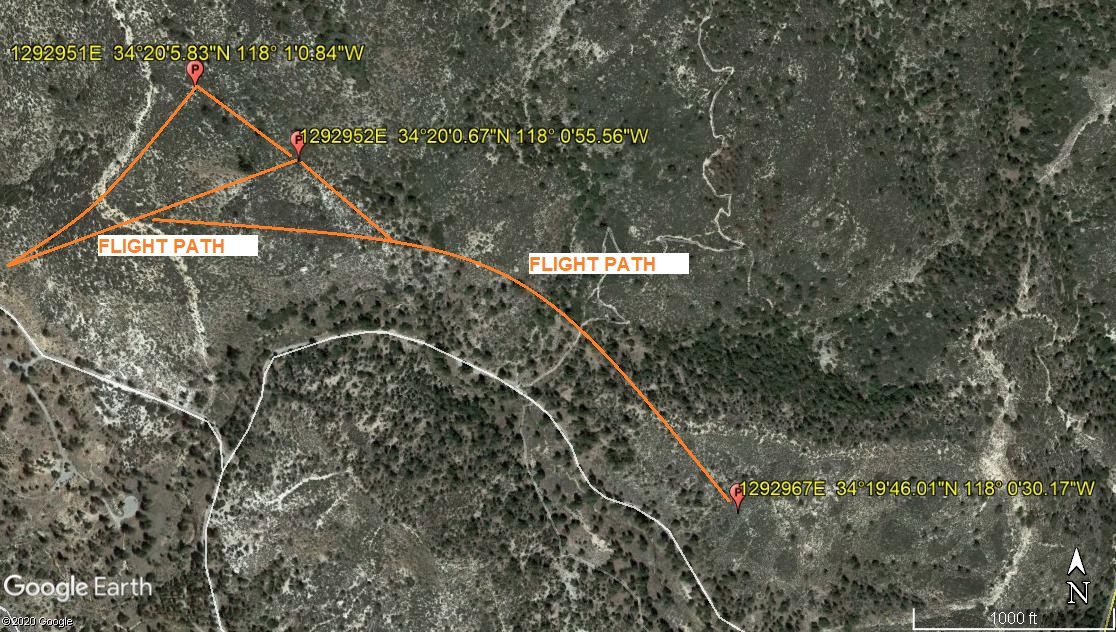 1292951E 34°20'5.83"N 118° 1'0.84"W
P
1292952E 34°20'0.67"N 118° 0'55.56"W
FLIGHT PATH
FLIGHT PATH
P
1292967E 34°19'46.01"N 118° 0'30.17"W
Google Earth
N
1000 ft
©2020 Google